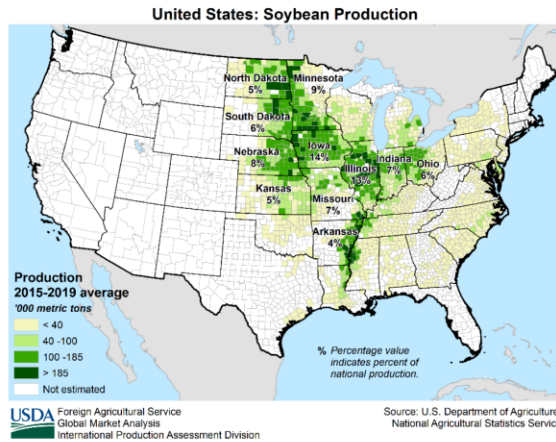 United States: Soybean Production
North Dakota
5%
Minnesota
9%
South Dakota
6%
Iowa
14%
Nebraska
8%
Illinois
13%
Indiana
7%
Ohio
6%
Kansas
5%
Missouri
7%
Arkansas
4%
Production
2015-2019 average
'000 metric tons
< 40
40 -100
100 -185
> 185
Not estimated
% Percentage value
indicates percent of
national production.
USDA
Foreign Agricultural Service
Global Market Analysis
International Production Assessment Division
Source: U.S. Department of Agriculture
National Agricultural Statistics Servic